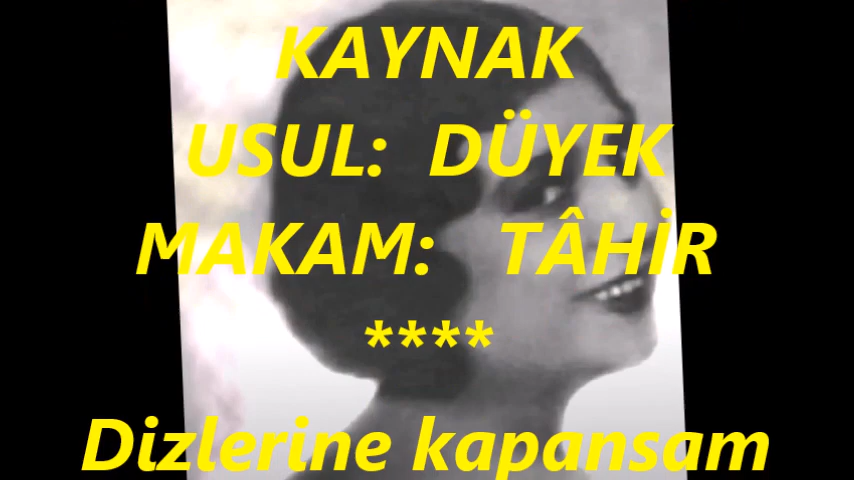 KAYNAK
USUL: DÜYEK
MAKAM: TÂHİR
****
Dizlerine kapansam